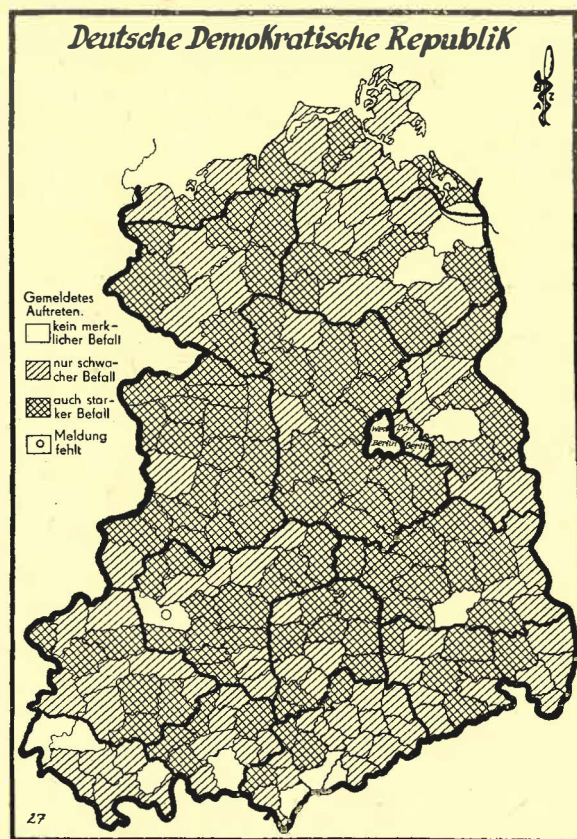 Deutsche Demokratische Republik
B
Z
A
Gemeldetes
Auftreten.
kein merk-
licher Befall
nur schwa-
cher Befall
auch star-
ker Befall
Meldung
fehlt
West
Dem.
Berlin
Berlin
27